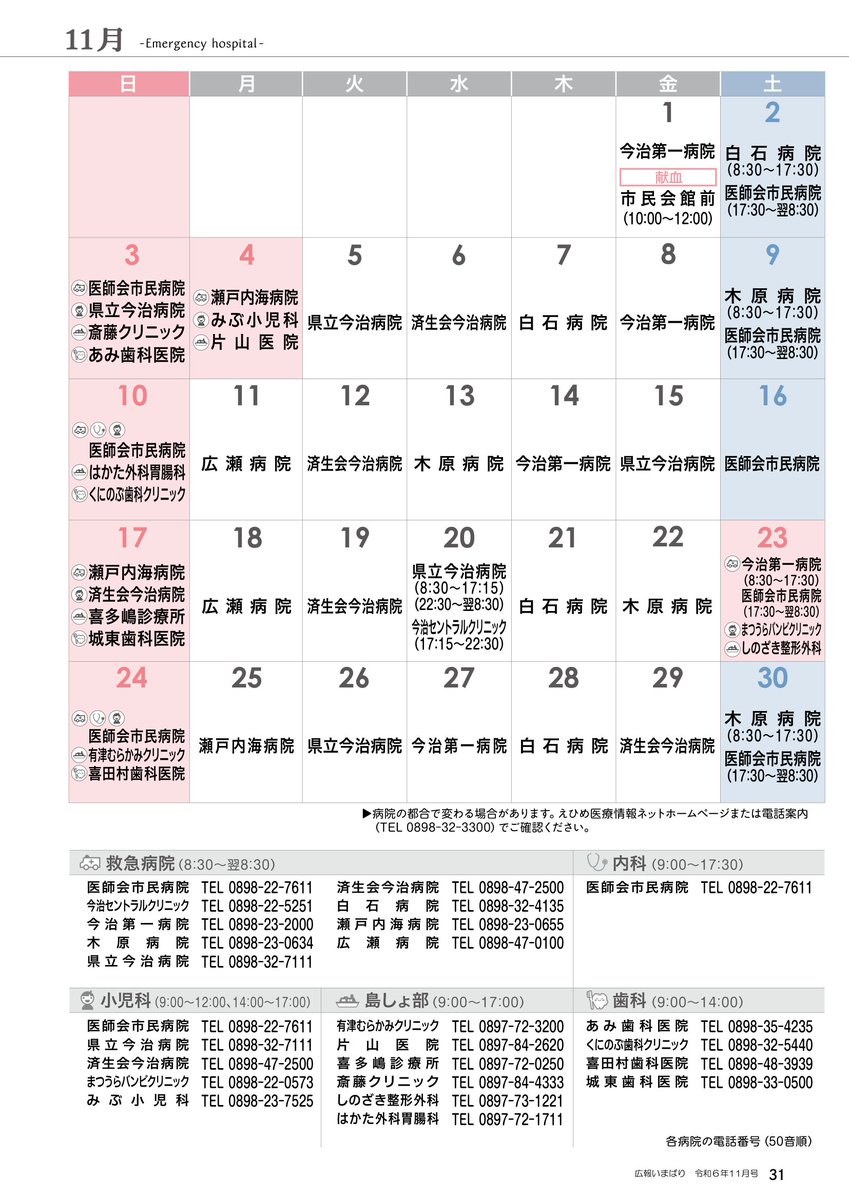 11月 -Emergency hospital-
日 月 火 水 木 金 土
1
今治第一病院
献血
市民会館前
(10:00～12:00)
2
白石病院
(8:30～17:30)
医師会市民病院
(17:30～翌8:30)
3
医師会市民病院
県立今治病院
斎藤クリニック
あみ歯科医院
4
瀬戸内海病院
みぶ小児科
片山医院
5
県立今治病院
6
済生会今治病院
7
白石病院
8
今治第一病院
9
木原病院
(8:30～17:30)
医師会市民病院
(17:30～翌8:30)
10
医師会市民病院
はかた外科胃腸科
くにのぶ歯科クリニック
11
広瀬病院
12
済生会今治病院
13
木原病院
14
今治第一病院
15
県立今治病院
16
医師会市民病院
17
瀬戸内海病院
済生会今治病院
喜多嶋診療所
城東歯科医院
18
広瀬病院
19
済生会今治病院
20
県立今治病院
(8:30～17:15)
(22:30～翌8:30)
今治セントラルクリニック
(17:15～22:30)
21
白石病院
22
木原病院
23
今治第一病院
(8:30～17:30)
医師会市民病院
(17:30～翌8:30)
まつうらバンビクリニック
しのざき整形外科
24
医師会市民病院
有津むらかみクリニック
喜田村歯科医院
25
瀬戸内海病院
26
県立今治病院
27
今治第一病院
28
白石病院
29
済生会今治病院
30
木原病院
(8:30～17:30)
医師会市民病院
(17:30～翌8:30)
▶病院の都合で変わる場合があります。えひめ医療情報ネットホームページまたは電話案内
(TEL 0898-32-3300)でご確認ください。
救急病院(8:30～翌8:30)
医師会市民病院 TEL 0898-22-7611
今治セントラルクリニック TEL 0898-22-5251
今治第一病院 TEL 0898-23-2000
木原病院 TEL 0898-23-0634
県立今治病院 TEL 0898-32-7111
済生会今治病院 TEL 0898-47-2500
白石病院 TEL 0898-32-4135
瀬戸内海病院 TEL 0898-23-0655
広瀬病院 TEL 0898-47-0100
内科(9:00～17:30)
医師会市民病院 TEL 0898-22-7611
小児科(9:00～12:00、14:00～17:00)
医師会市民病院 TEL 0898-22-7611
県立今治病院 TEL 0898-32-7111
済生会今治病院 TEL 0898-47-2500
まつうらバンビクリニック TEL 0898-22-0573
みぶ小児科 TEL 0898-23-7525
島しょ部(9:00～17:00)
有津むらかみクリニック TEL 0897-72-3200
片山医院 TEL 0897-84-2620
喜多嶋診療所 TEL 0897-72-0250
斎藤クリニック TEL 0897-84-4333
しのざき整形外科 TEL 0897-73-1221
はかた外科胃腸科 TEL 0897-72-1711
歯科(9:00～14:00)
あみ歯科医院 TEL 0898-35-4235
くにのぶ歯科クリニック TEL 0898-32-5440
喜田村歯科医院 TEL 0898-48-3939
城東歯科医院 TEL 0898-33-0500
各病院の電話番号(50音順)
広報いまばり 令和6年11月号 31